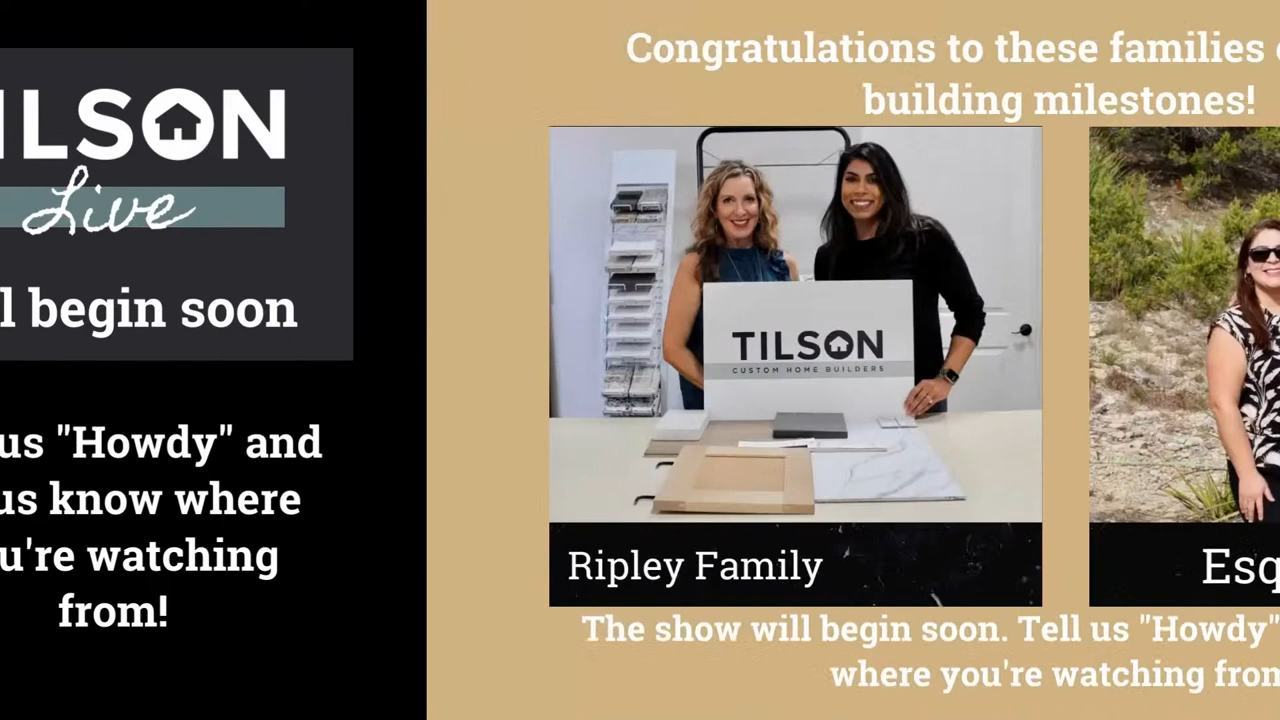 ILSON
Live
l begin soon
us "Howdy" and
us know where
u're watching
from!
Congratulations to these families
building milestones!
TILSON
CUSTOM HOME BUILDERS
Ripley Family
Esq
The show will begin soon. Tell us "Howdy"
where you're watching from